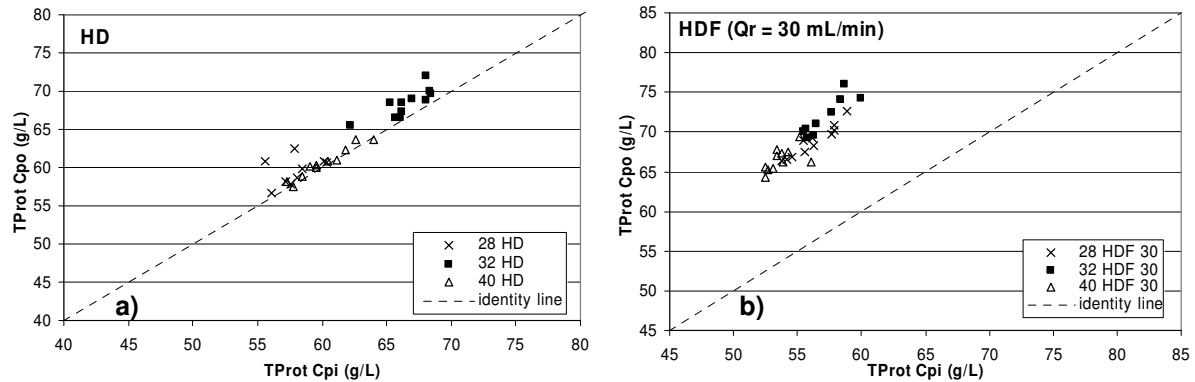 HD
TProt Cpo (g/L)
80
75
70
65
60
55
50
45
40
40 45 50 55 60 65 70 75 80
TProt Cpi (g/L)
28 HD
32 HD
40 HD
identity line
a)
HDF (Qr = 30 mL/min)
TProt Cpo (g/L)
85
80
75
70
65
60
55
50
45
45 50 55 60 65 70 75 80 85
TProt Cpi (g/L)
28 HDF 30
32 HDF 30
40 HDF 30
identity line
b)